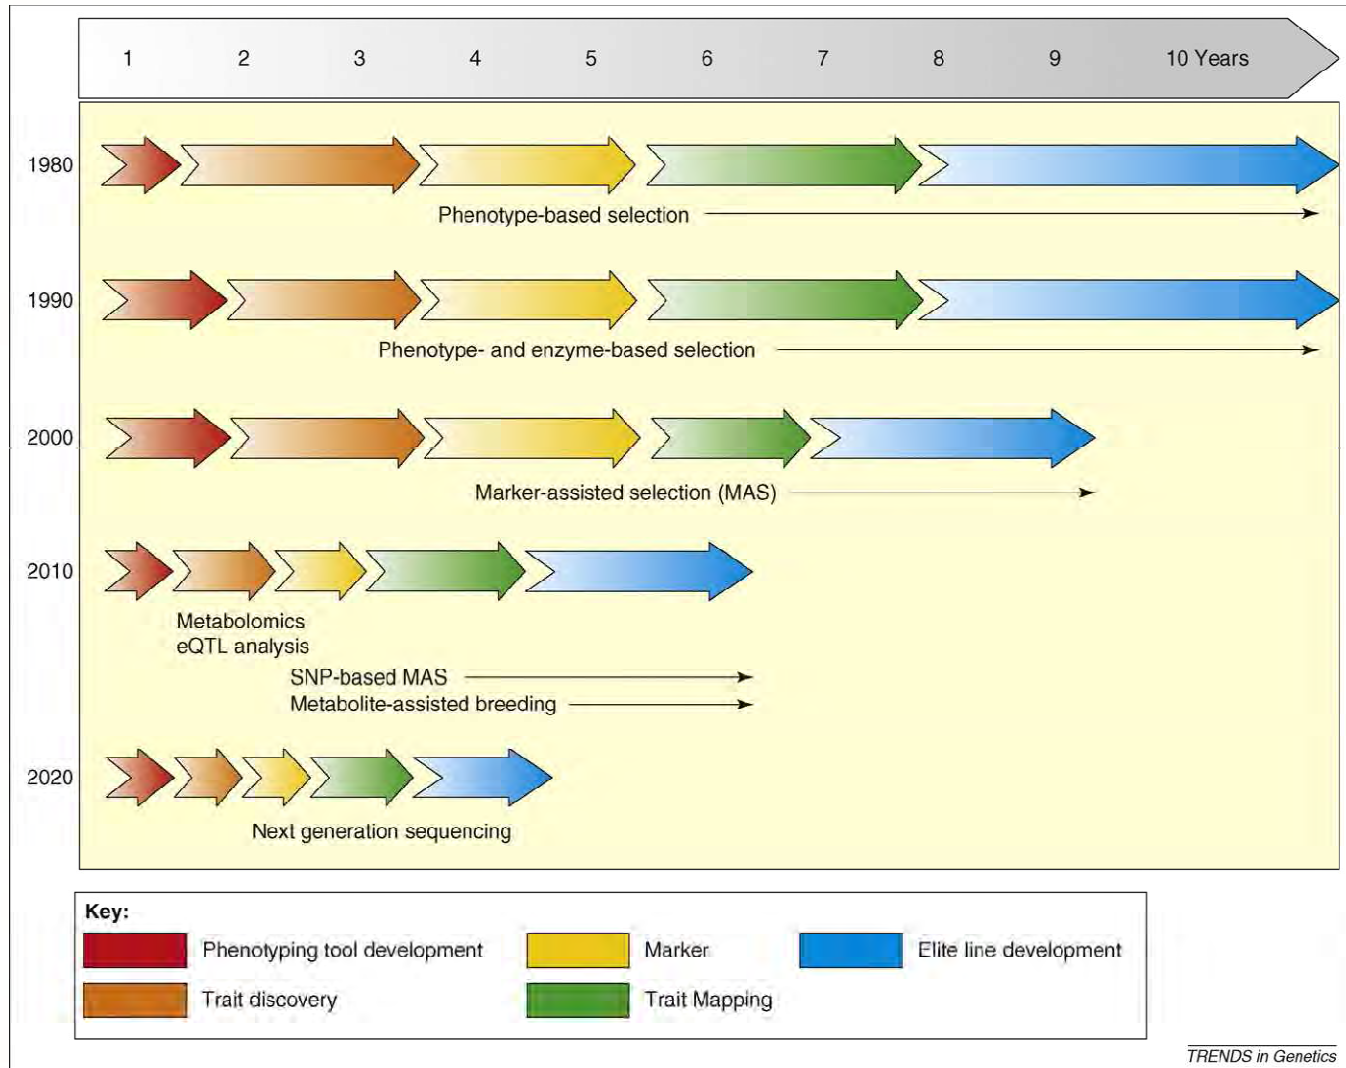 1 2 3 4 5 6 7 8 9 10 Years
1980
Phenotype-based selection
1990
Phenotype- and enzyme-based selection
2000
Marker-assisted selection (MAS)
2010
Metabolomics
eQTL analysis
SNP-based MAS
Metabolite-assisted breeding
2020
Next generation sequencing
Key:
Phenotyping tool development Marker Elite line development
Trait discovery Trait Mapping
TRENDS in Genetics